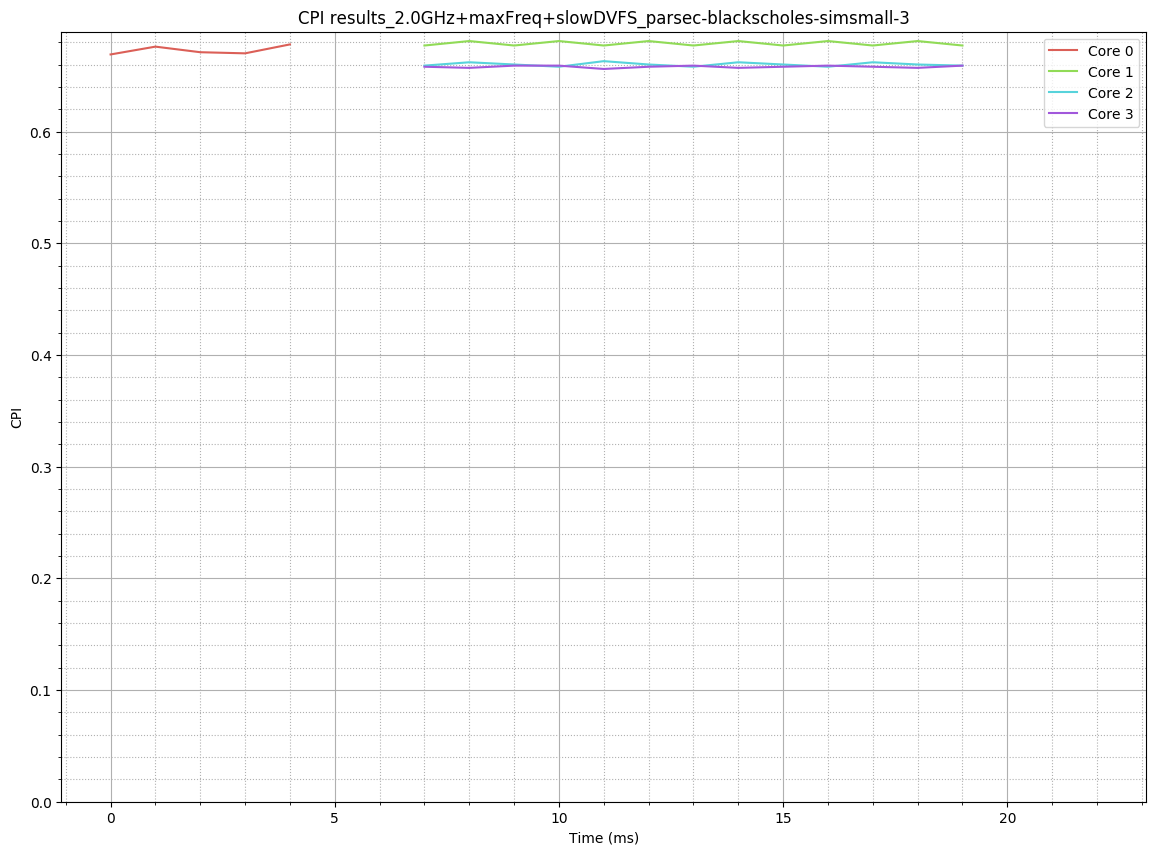 CPI results_2.0GHz+maxFreq+slowDVFS_parsec-blackscholes-simsmall-3
Core 0
Core 1
Core 2
Core 3
CPI
0.6
0.5
0.4
0.3
0.2
0.1
0.0
0 5 10 15 20
Time (ms)